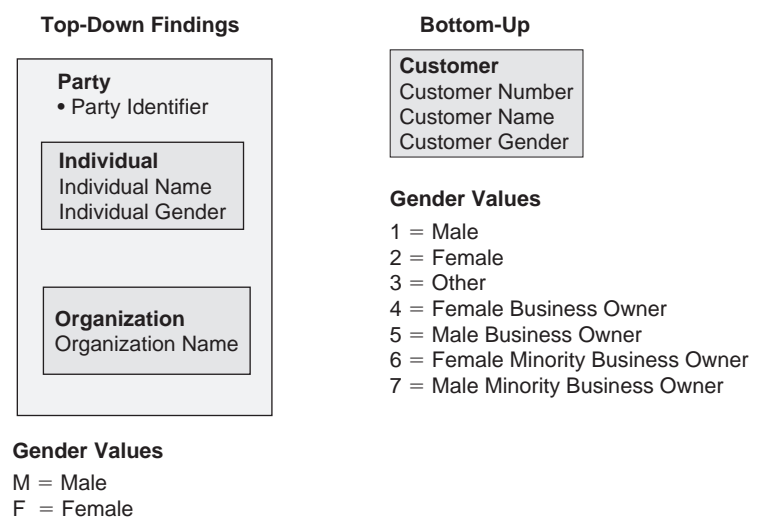 Top-Down Findings
Party
• Party Identifier
Individual
Individual Name
Individual Gender
Organization
Organization Name
Gender Values
M = Male
F = Female
Bottom-Up
Customer
Customer Number
Customer Name
Customer Gender
Gender Values
1 = Male
2 = Female
3 = Other
4 = Female Business Owner
5 = Male Business Owner
6 = Female Minority Business Owner
7 = Male Minority Business Owner